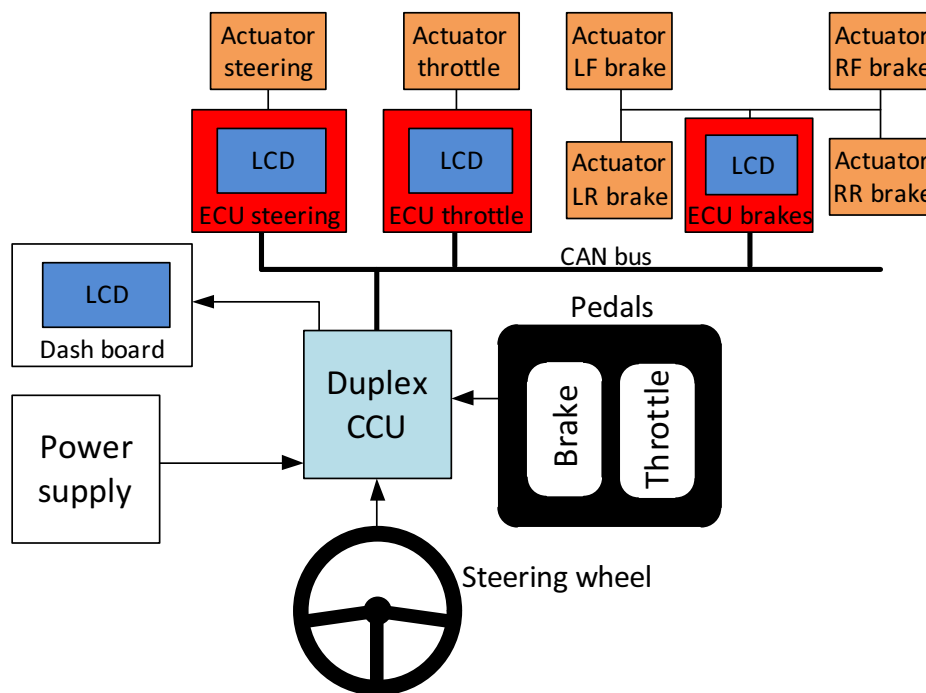 Actuator
steering
Actuator
throttle
Actuator
LF brake
Actuator
RF brake
LCD
ECU steering
LCD
ECU throttle
Actuator
LR brake
LCD
ECU brakes
Actuator
RR brake
CAN bus
LCD
Dash board
Pedals
Duplex
CCU
Brake
Throttle
Power
supply
Steering wheel